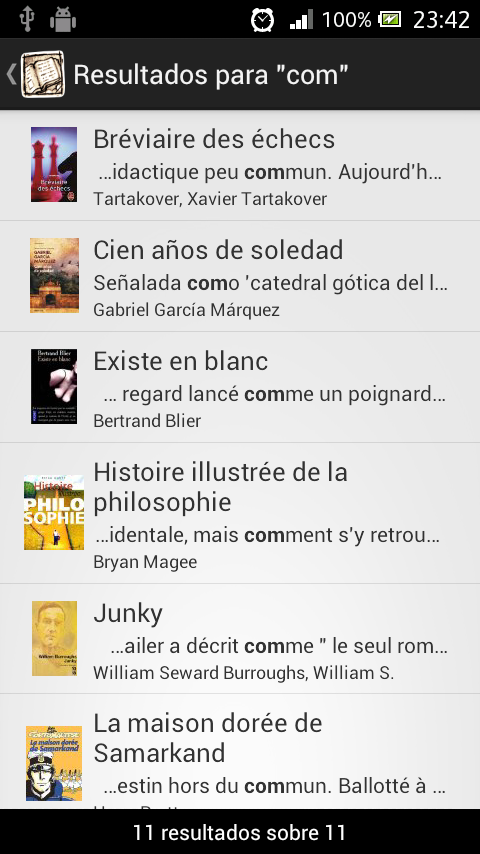 100% 23:42
Resultados para "com"
Bréviaire des échecs
...idactique peu commun. Aujourd'h...
Tartakover, Xavier Tartakover
Cien años de soledad
Señalada como 'catedral gótica del l...
Gabriel García Márquez
Existe en blanc
... regard lancé comme un poignard...
Bertrand Blier
Histoire illustrée de la
philosophie
...identale, mais comment s'y retrou...
Bryan Magee
Junky
...ailer a décrit comme " le seul rom...
William Seward Burroughs, William S.
La maison dorée de
Samarkand
...estin hors du commun. Ballotté à ...
11 resultados sobre 11